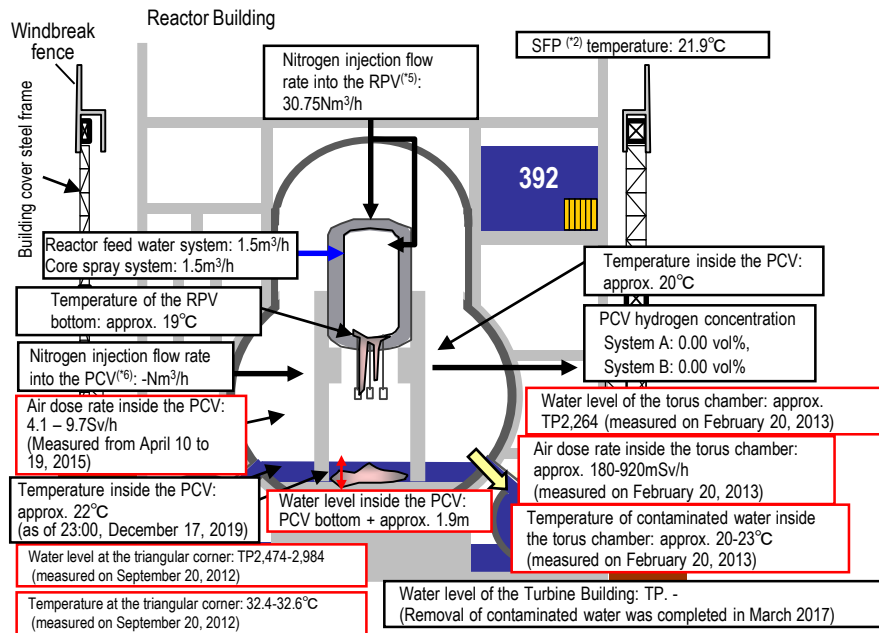 Reactor Building
Windbreak
fence
Building cover steel frame
Nitrogen injection flow
rate into the RPV(*5):
30.75Nm³/h
SFP (*2) temperature: 21.9℃
392
Reactor feed water system: 1.5m³/h
Core spray system: 1.5m³/h
Temperature of the RPV
bottom: approx. 19℃
Nitrogen injection flow rate
into the PCV(*6): -Nm³/h
Air dose rate inside the PCV:
4.1 – 9.7Sv/h
(Measured from April 10 to
19, 2015)
Temperature inside the PCV:
approx. 22℃
(as of 23:00, December 17, 2019)
Water level at the triangular corner: TP2,474-2,984
(measured on September 20, 2012)
Temperature at the triangular corner: 32.4-32.6℃
(measured on September 20, 2012)
Water level inside the PCV:
PCV bottom + approx. 1.9m
Temperature inside the PCV:
approx. 20℃
PCV hydrogen concentration
System A: 0.00 vol%,
System B: 0.00 vol%
Water level of the torus chamber: approx.
TP2,264 (measured on February 20, 2013)
Air dose rate inside the torus chamber:
approx. 180-920mSv/h
(measured on February 20, 2013)
Temperature of contaminated water inside
the torus chamber: approx. 20-23℃
(measured on February 20, 2013)
Water level of the Turbine Building: TP. -
(Removal of contaminated water was completed in March 2017)